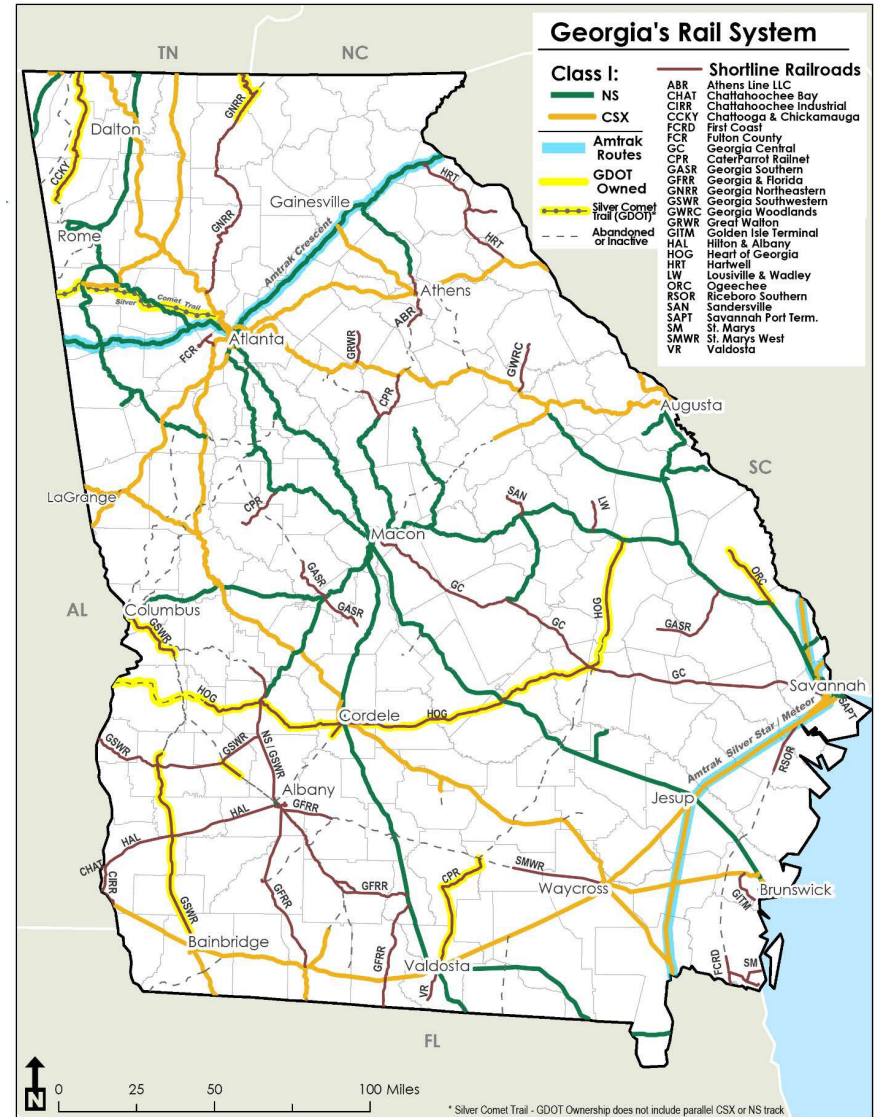 Georgia's Rail System
Class I:
NS
CSX
Amtrak
Routes
GDOT
Owned
Silver Comet
Trail (GDOT)*
Abandoned
or Inactive
Shortline Railroads
ABR Athens Line LLC
CHAT Chattahoochee Bay
CIRR Chattahoochee Industrial
CCKY Chattooga & Chickamauga
FCRD First Coast
FCR Fulton County
GC Georgia Central
CPR CaterParrot Railnet
GASR Georgia Southern
GFRR Georgia & Florida
GNRR Georgia Northeastern
GSWR Georgia Southwestern
GWRC Georgia Woodlands
GRWR Great Walton
GITM Golden Isle Terminal
HAL Hilton & Albany
HOG Heart of Georgia
HRT Hartwell
LW Lousiville & Wadley
ORC Ogeechee
RSOR Riceboro Southern
SAN Sandersville
SAPT Savannah Port Term.
SM St. Marys
SMWR St. Marys West
VR Valdosta
TN
NC
GNRR
Dalton
CCKY
HRT
Gainesville
GNRR
Rome
HRT
Amtrak Crescent
Athens
Silver Comet Trail
ABR
Atlanta
FCR
GRWR
GWRC
CPR
Augusta
SC
LaGrange
CPR
SAN
LW
Macon
GASR
GC
ORC
HOG
AL
Columbus
GASR
GSWR
GC
GASR
GC
Savannah
HOG
SAPT
Cordele
HOG
GSWR
GSWR
NS / GSWR
Amtrak Silver Star / Meteor
RSOR
Albany
Jesup
HAL
GFRR
HAL
CHAT
CIRR
SMWR
CPR
Waycross
Brunswick
GITM
GFRR
GFRR
GSWR
Bainbridge
GFRR
Valdosta
FCRD
SM
VR
FL
N
0 25 50 100 Miles
* Silver Comet Trail - GDOT Ownership does not include parallel CSX or NS track